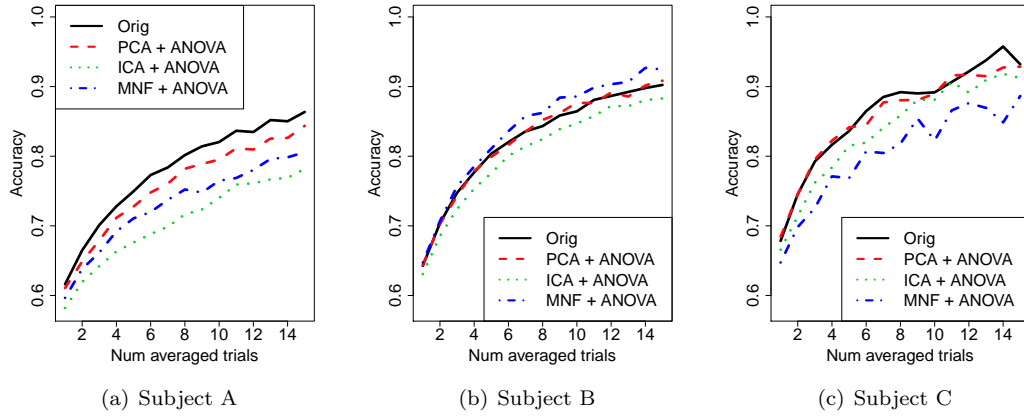 1.0
0.9
0.8
0.7
0.6
Accuracy
Orig
PCA + ANOVA
ICA + ANOVA
MNF + ANOVA
2 4 6 8 10 12 14
Num averaged trials
(a) Subject A
1.0
0.9
0.8
0.7
0.6
Accuracy
Orig
PCA + ANOVA
ICA + ANOVA
MNF + ANOVA
2 4 6 8 10 12 14
Num averaged trials
(b) Subject B
1.0
0.9
0.8
0.7
0.6
Accuracy
Orig
PCA + ANOVA
ICA + ANOVA
MNF + ANOVA
2 4 6 8 10 12 14
Num averaged trials
(c) Subject C